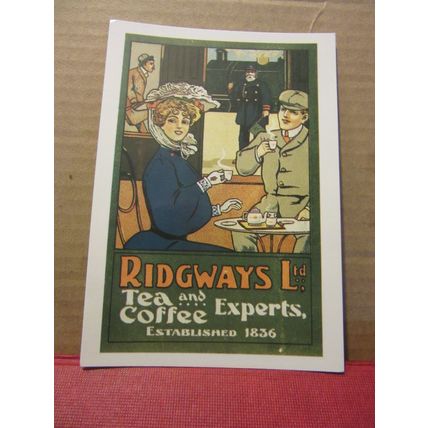 RIDGWAYS Ltd:
Tea and Coffee Experts,
ESTABLISHED 1836